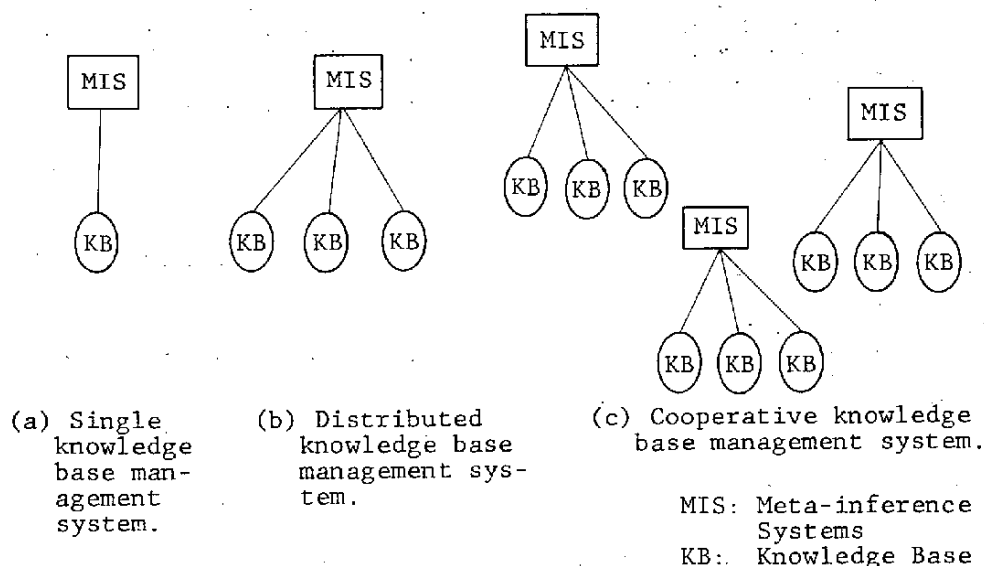 MIS
KB
(a) Single
knowledge
base man-
agement
system.
MIS
KB KB KB
(b) Distributed
knowledge base
management sys-
tem.
MIS
KB KB KB
MIS
KB KB KB
MIS
KB KB KB
(c) Cooperative knowledge
base management system.
MIS: Meta-inference
Systems
KB: Knowledge Base